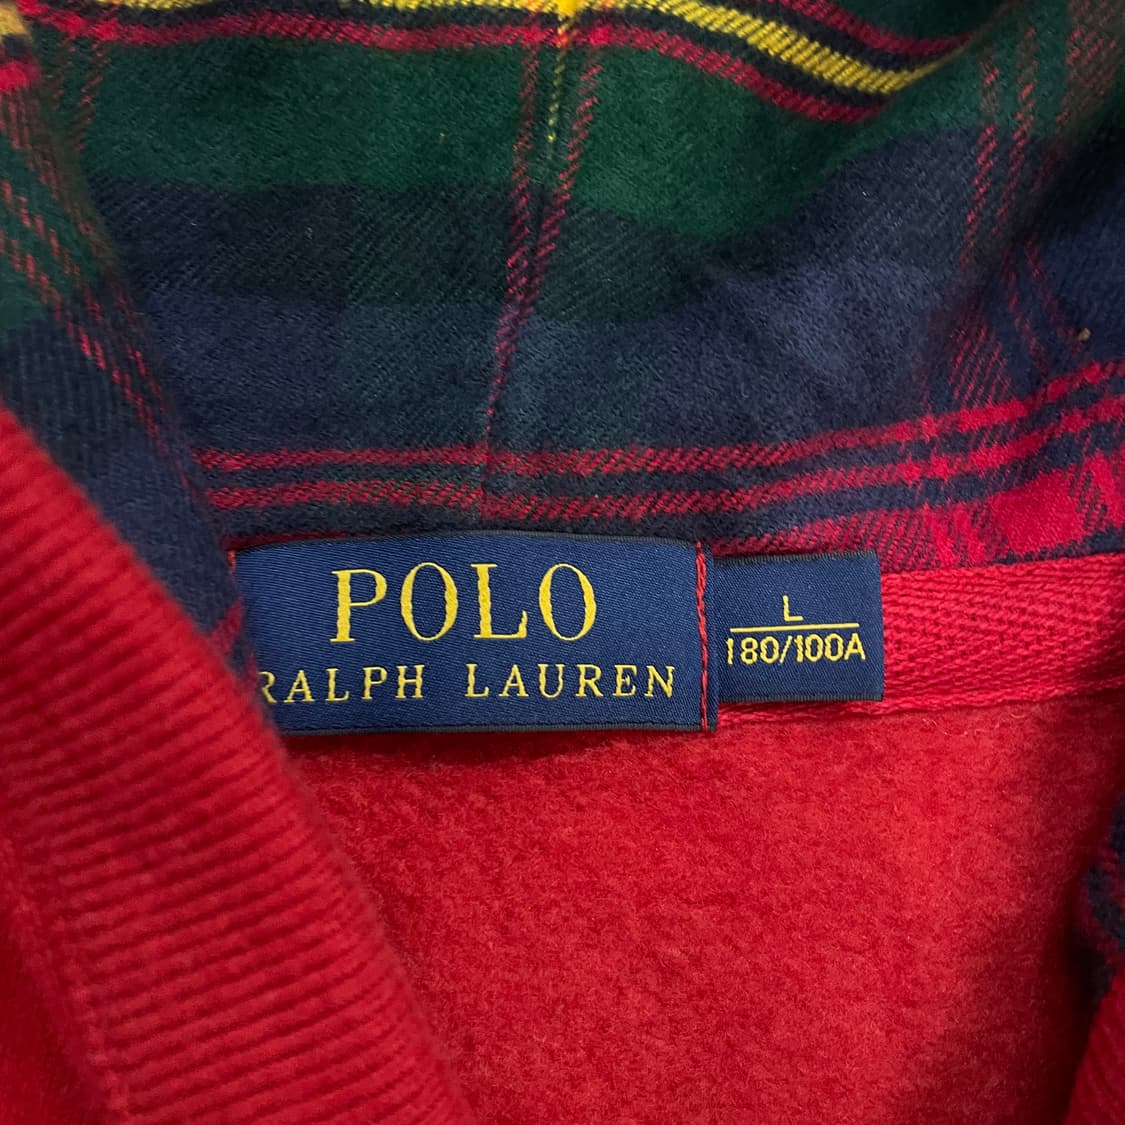 POLO
RALPH LAUREN
L
180/100A